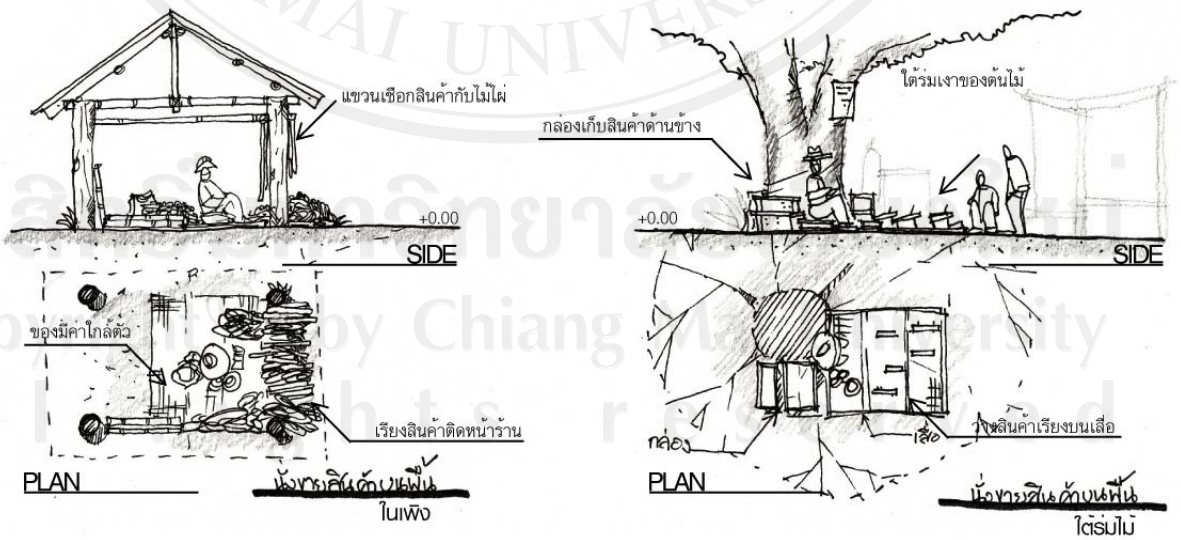 MAI UNIVER
แขวนเชือกสินค้ากับไม้ไผ่
+0.00
SIDE
ของมีค่าใกล้ตัว
เรียงสินค้าติดหน้าร้าน
PLAN
นั่งขายสินค้าบนพื้น
ในเพิง
ใต้ร่มเงาของต้นไม้
กล่องเก็บสินค้าด้านข้าง
+0.00
SIDE
กล่อง
เสื่อ
วางสินค้าเรียงบนเสื่อ
PLAN
นั่งขายสินค้าบนพื้น
ใต้ร่มไม้
by Chiang Mai University